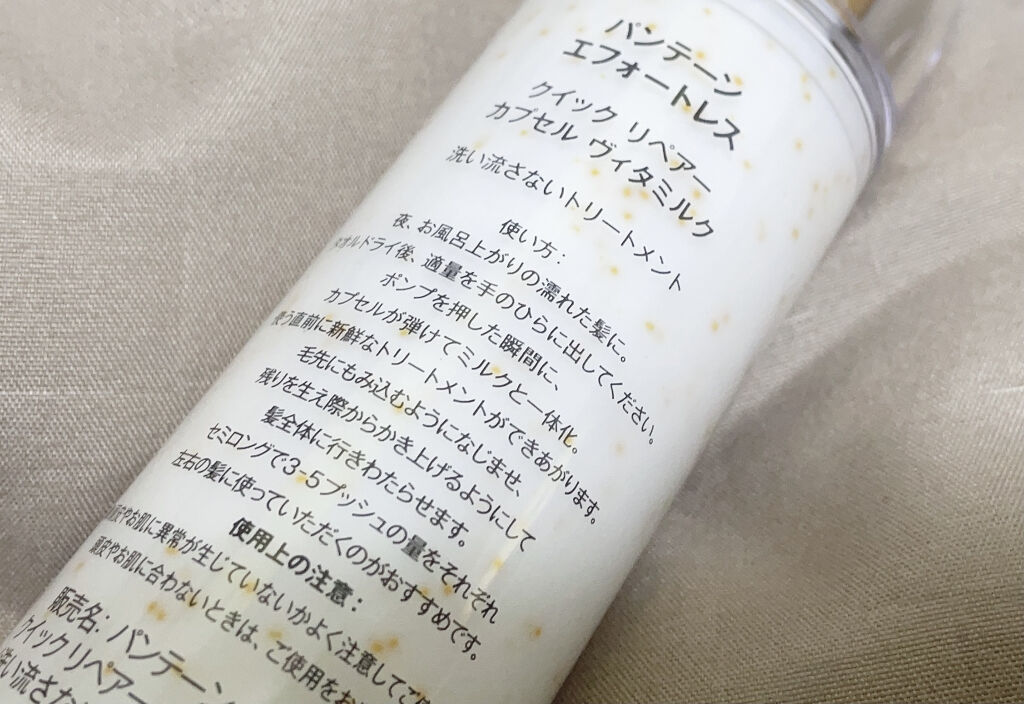 パンテーン
エフォートレス
クイック リペアー
カプセル ヴィタミルク
洗い流さないトリートメント
使い方：
夜、お風呂上がりの濡れた髪に。
タオルドライ後、適量を手のひらに出してください。
ポンプを押した瞬間に、
カプセルが弾けてミルクと一体化。
使う直前に新鮮なトリートメントができあがります。
毛先にもみ込むようになじませ、
残りを生え際からかき上げるようにして
髪全体に行きわたらせます。
セミロングで3-5プッシュの量をそれぞれ
左右の髪に使っていただくのがおすすめです。
使用上の注意：
皮やお肌に異常が生じていないかよく注意してご
頭皮やお肌に合わないときは、ご使用をお
販売名: パンテーン
クイック リペアー
洗い流さな